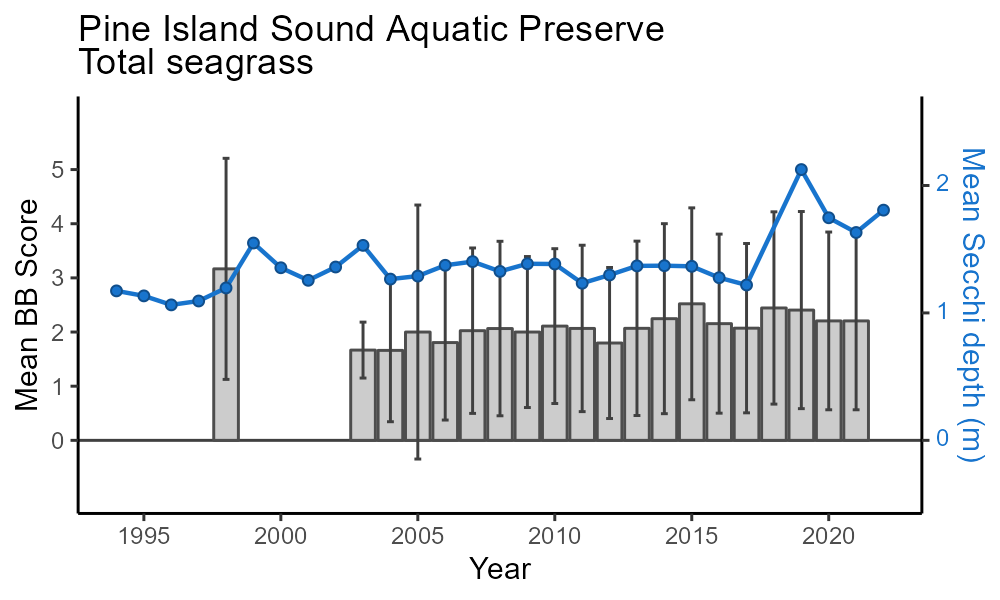 Pine Island Sound Aquatic Preserve
Total seagrass
Mean BB Score
5
4
3
2
1
0
2
1
0
Mean Secchi depth (m)
1995 2000 2005 2010 2015 2020
Year